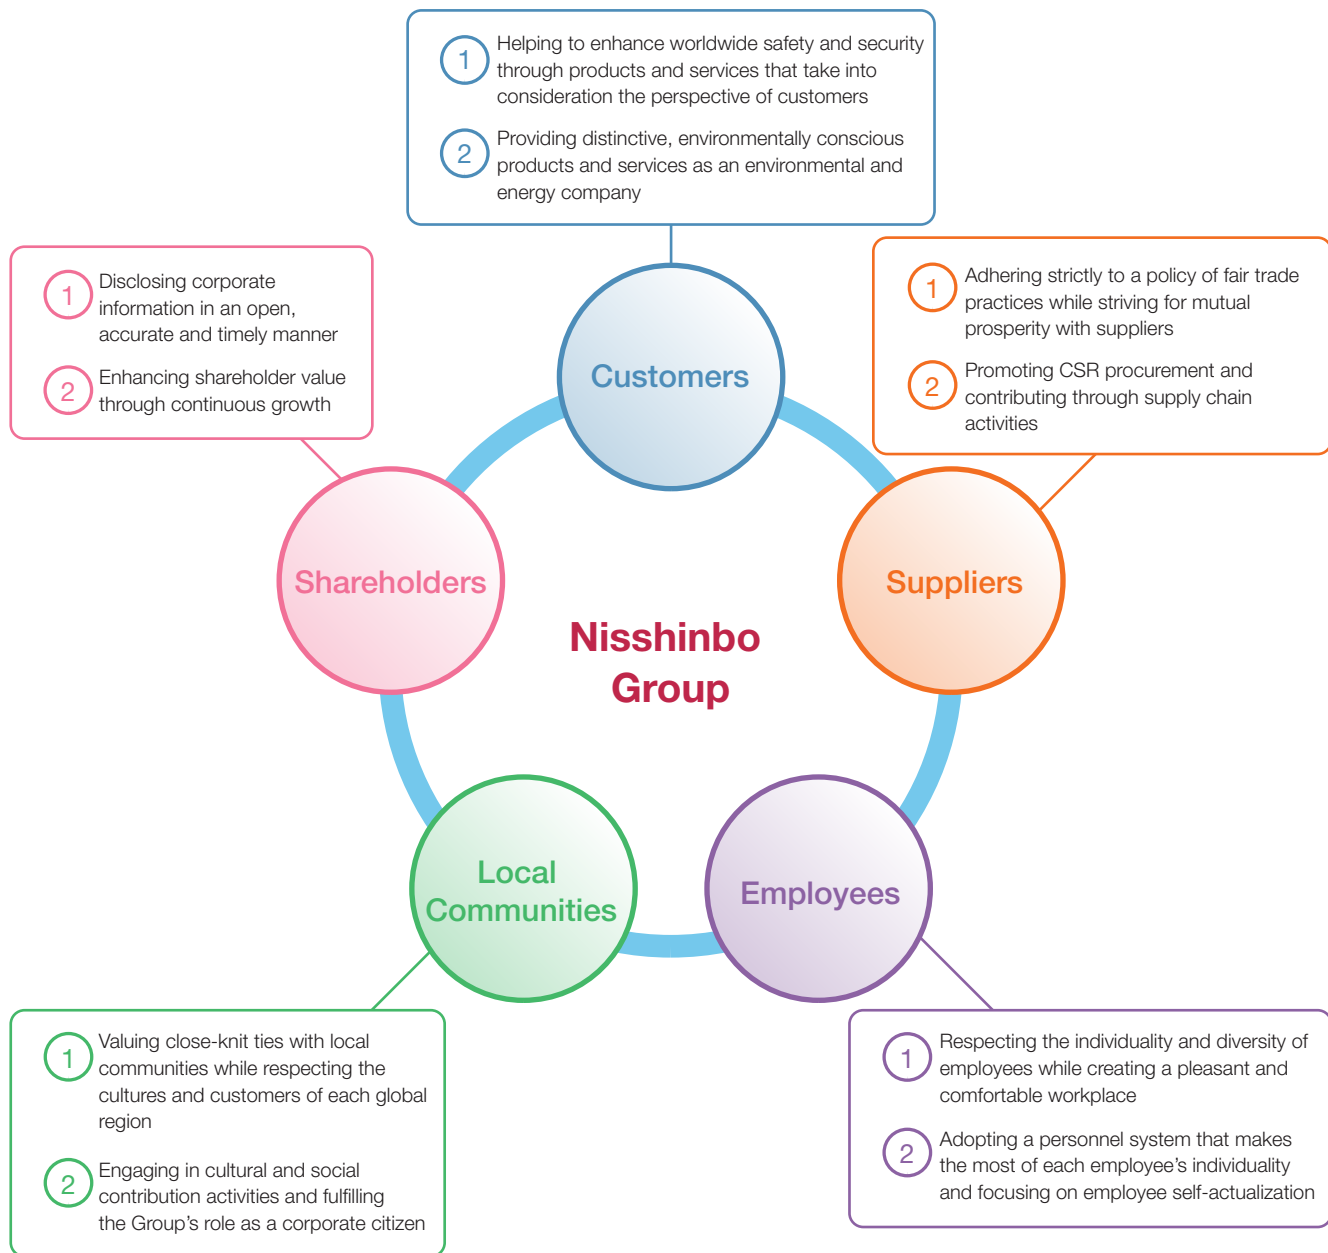 1
Helping to enhance worldwide safety and security
through products and services that take into
consideration the perspective of customers
2
Providing distinctive, environmentally conscious
products and services as an environmental and
energy company
1
Disclosing corporate
information in an open,
accurate and timely manner
2
Enhancing shareholder value
through continuous growth
1
Adhering strictly to a policy of fair trade
practices while striving for mutual
prosperity with suppliers
2
Promoting CSR procurement and
contributing through supply chain
activities
Customers
Shareholders
Suppliers
Nisshinbo
Group
Local
Communities
Employees
1
Valuing close-knit ties with local
communities while respecting the
cultures and customers of each global
region
2
Engaging in cultural and social
contribution activities and fulfilling
the Group’s role as a corporate citizen
1
Respecting the individuality and diversity of
employees while creating a pleasant and
comfortable workplace
2
Adopting a personnel system that makes
the most of each employee’s individuality
and focusing on employee self-actualization